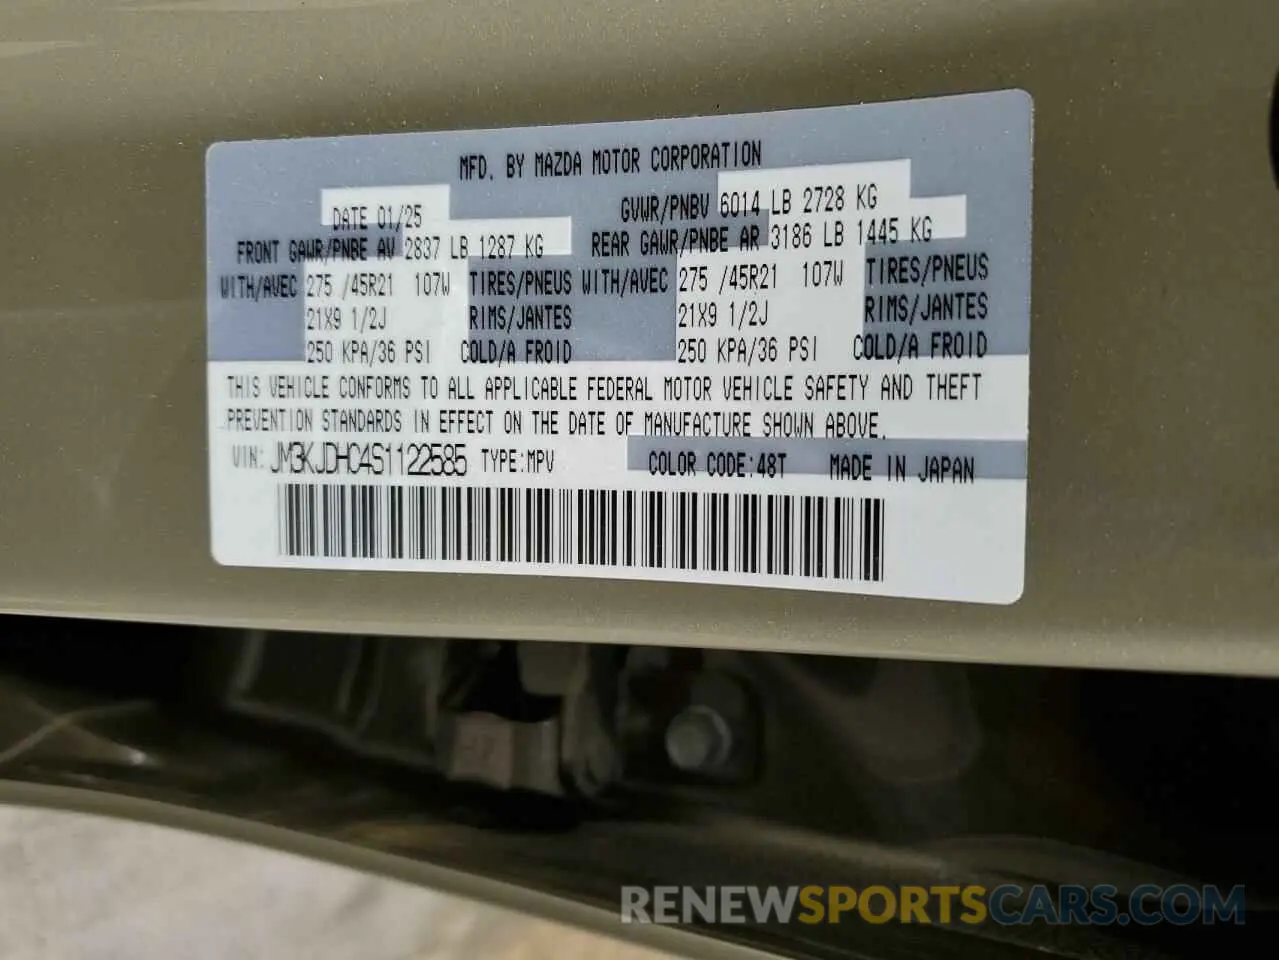 MFD. BY MAZDA MOTOR CORPORATION
DATE 01/25 GVWR/PNBV 6014 LB 2728 KG
FRONT GAWR/PNBE AV 2837 LB 1287 KG REAR GAWR/PNBE AR 3186 LB 1445 KG
WITH/AVEC 275 /45R21 107W TIRES/PNEUS WITH/AVEC 275 /45R21 107W TIRES/PNEUS
21X9 1/2J RIMS/JANTES 21X9 1/2J RIMS/JANTES
250 KPA/36 PSI COLD/A FROID 250 KPA/36 PSI COLD/A FROID
THIS VEHICLE CONFORMS TO ALL APPLICABLE FEDERAL MOTOR VEHICLE SAFETY AND THEFT
PREVENTION STANDARDS IN EFFECT ON THE DATE OF MANUFACTURE SHOWN ABOVE.
VIN: JM3KJDHC4S1122585 TYPE:MPV COLOR CODE:48T MADE IN JAPAN
RENEWSPORTSCARS.COM